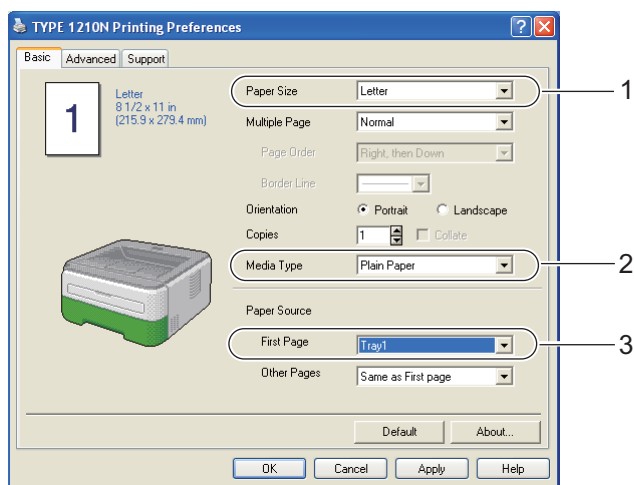 TYPE 1210N Printing Preferences
Basic Advanced Support
1
Letter
8 1/2 x 11 in
(215.9 x 279.4 mm)
Paper Size Letter 1
Multiple Page Normal
Page Order Right, then Down
Border Line
Orientation Portrait Landscape
Copies 1 Collate
Media Type Plain Paper 2
Paper Source
First Page Tray1 3
Other Pages Same as First page
Default About...
OK Cancel Apply Help